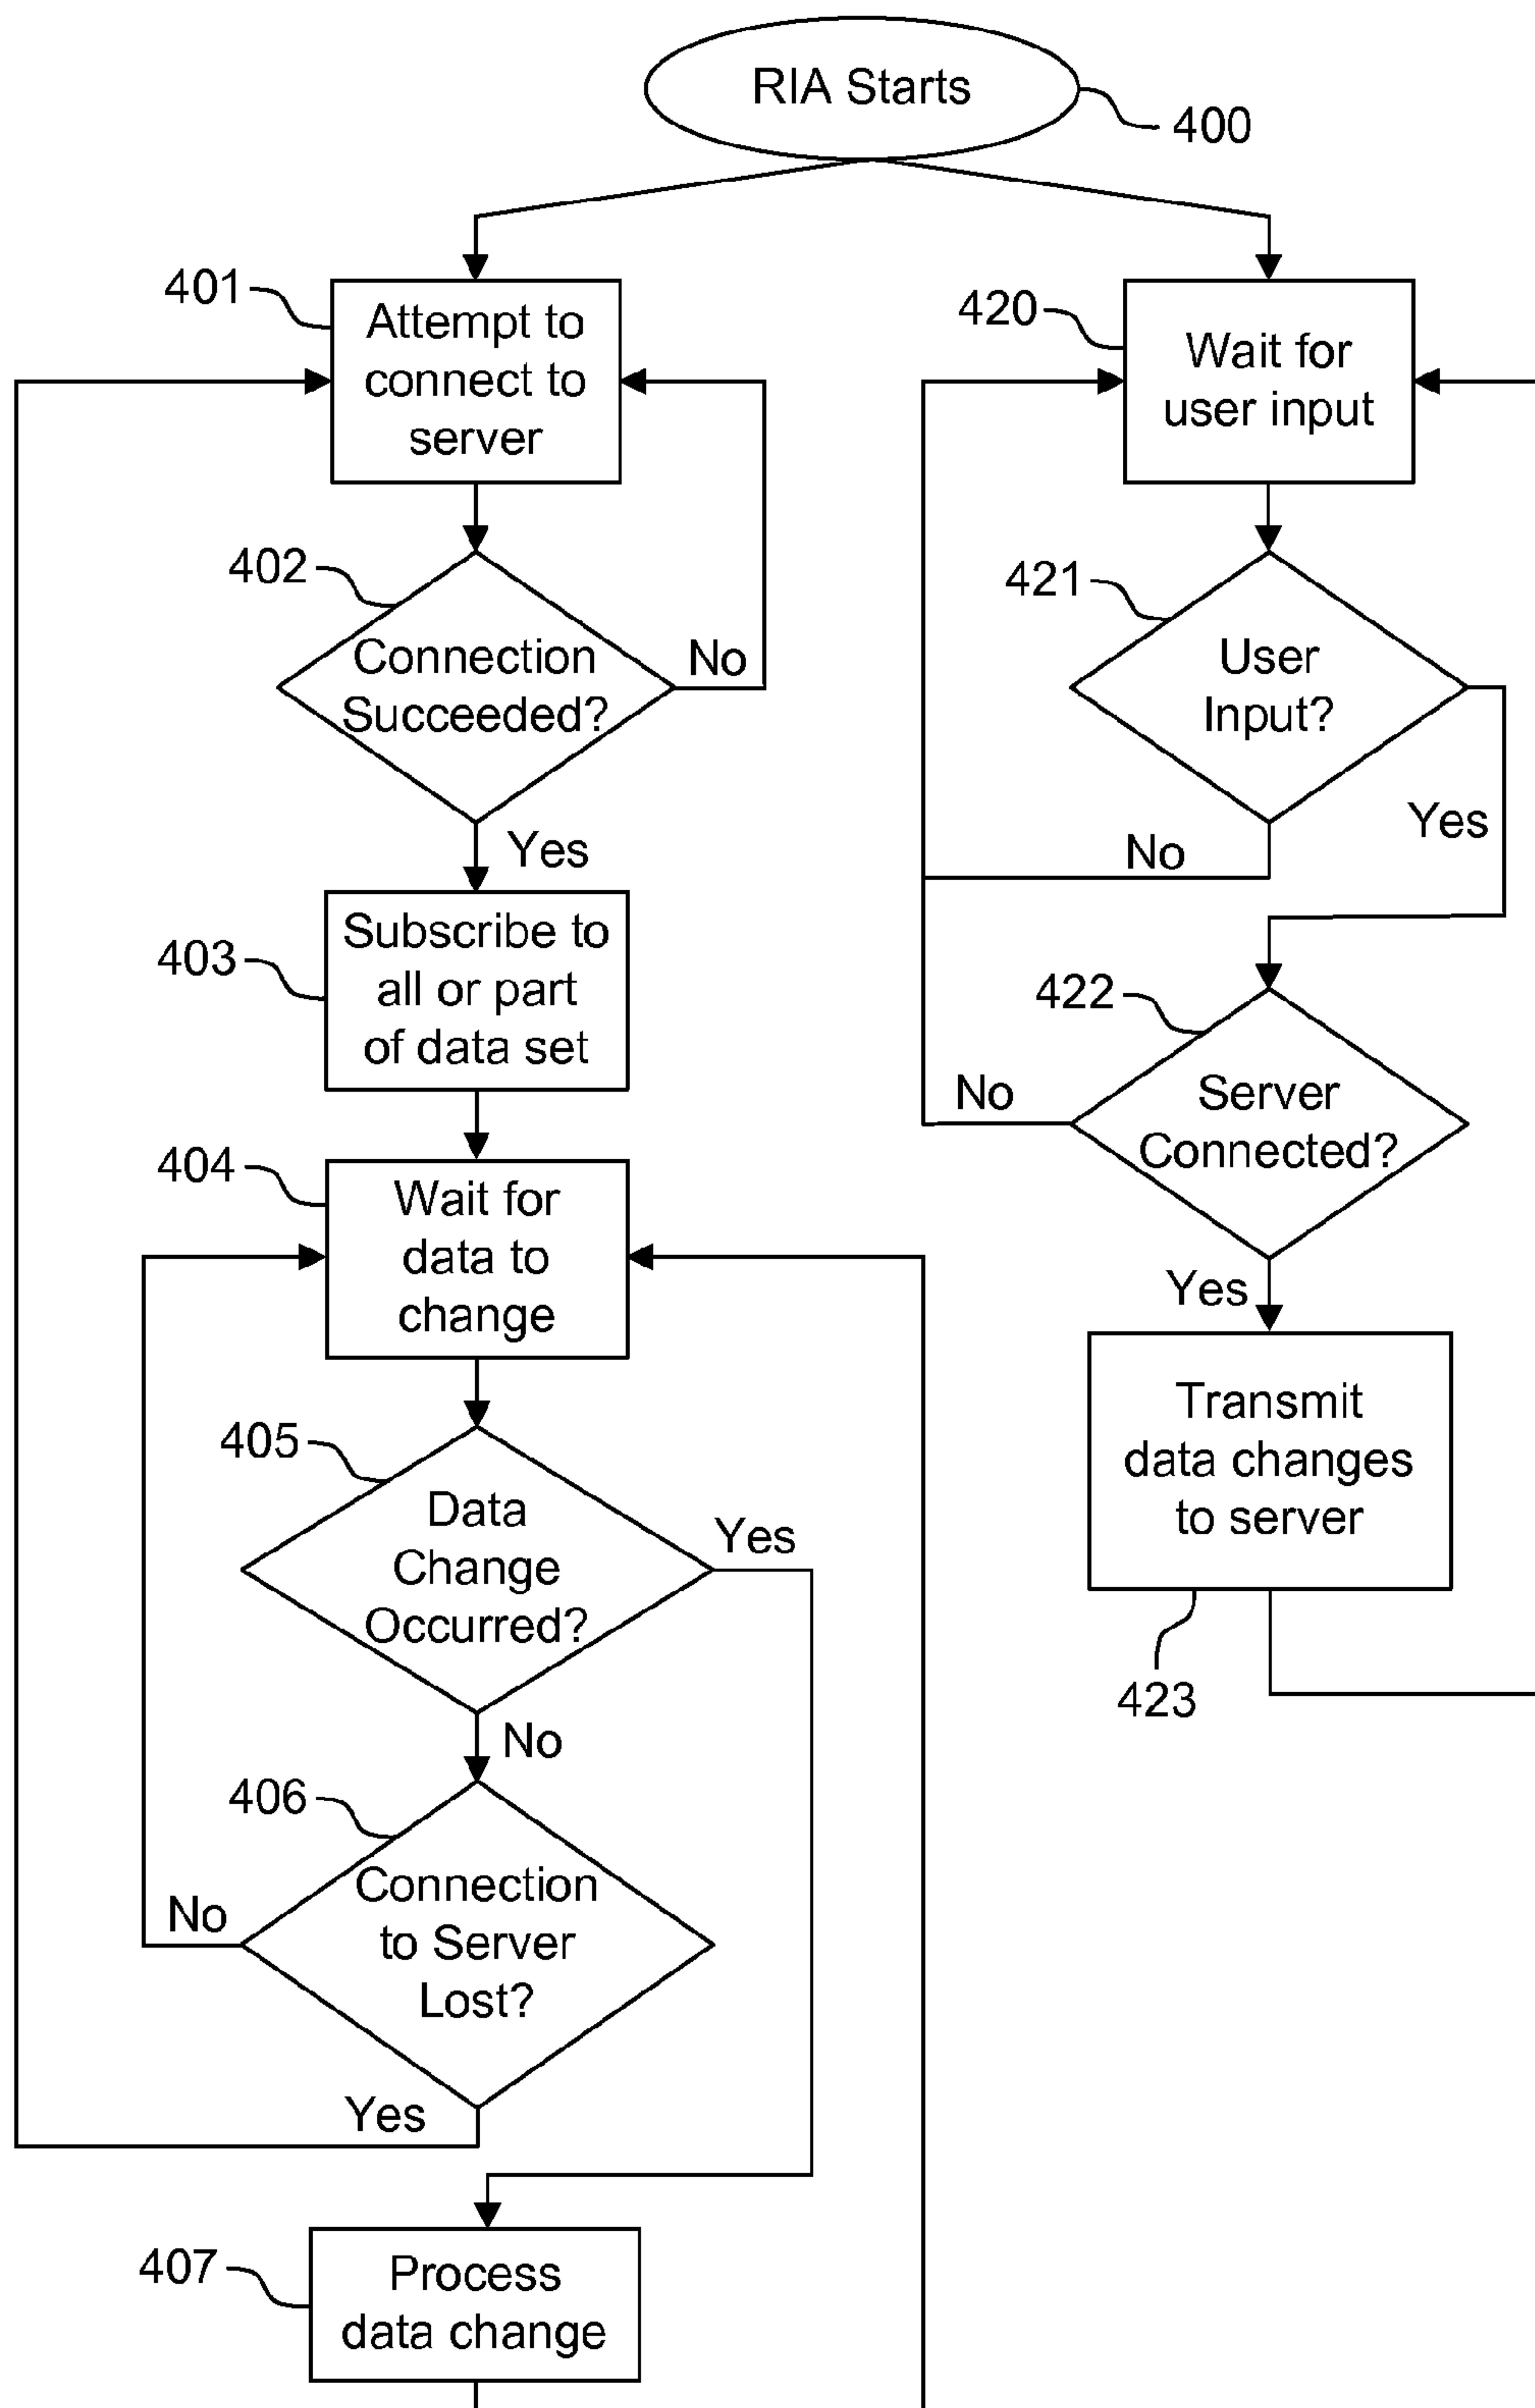 RIA Starts
400
401
Attempt to
connect to
server
402
Connection
Succeeded?
No
Yes
403
Subscribe to
all or part
of data set
404
Wait for
data to
change
405
Data
Change
Occurred?
Yes
No
406
Connection
to Server
Lost?
No
Yes
407
Process
data change
420
Wait for
user input
421
User
Input?
Yes
No
422
Server
Connected?
No
Yes
Transmit
data changes
to server
423